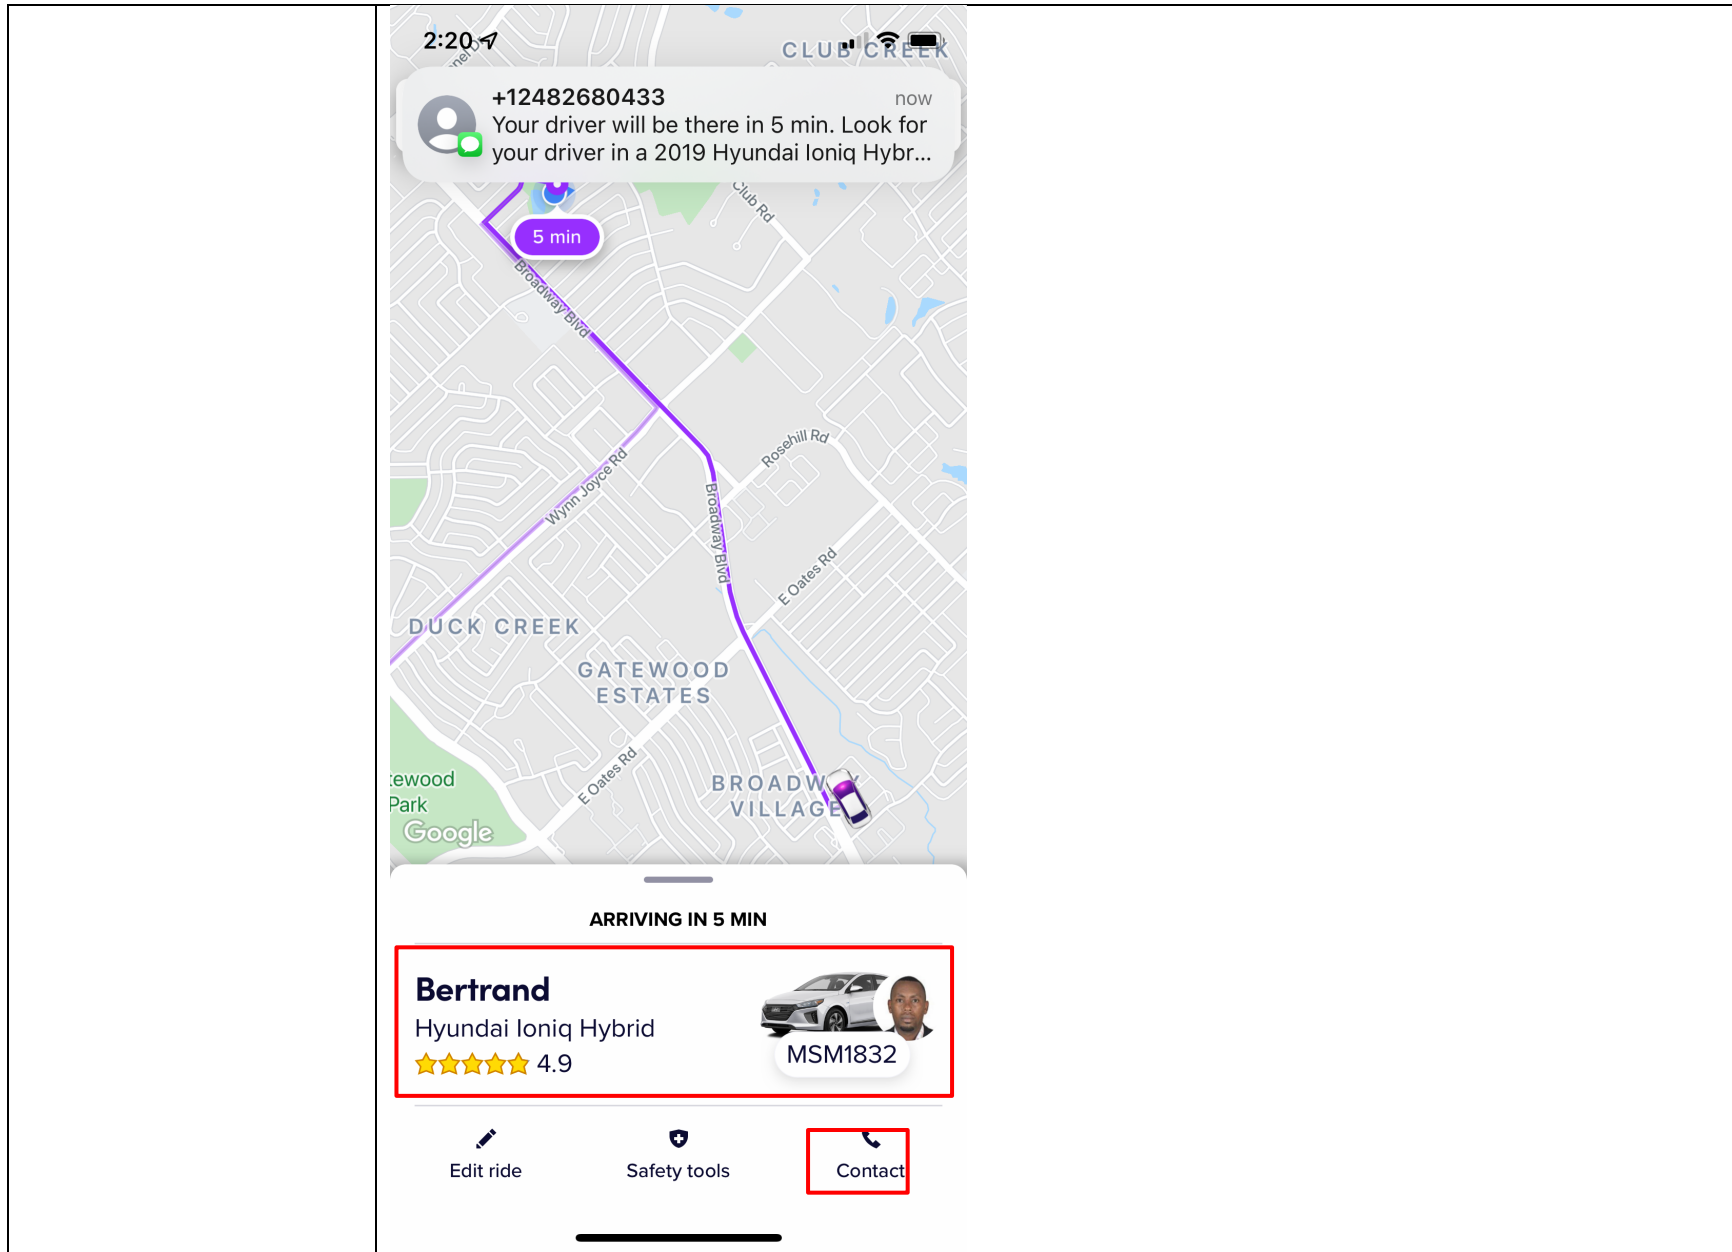 2:20
CLUB CREEK
+12482680433
now
Your driver will be there in 5 min. Look for
your driver in a 2019 Hyundai Ioniq Hybr...
Club Rd
5 min
Broadway Blvd
Rosehill Rd
Wynn Joyce Rd
Broadway Blvd
E Oates Rd
DUCK CREEK
GATEWOOD
ESTATES
E Oates Rd
BROADW
VILLAGE
ewood
Park
Google
ARRIVING IN 5 MIN
Bertrand
Hyundai Ioniq Hybrid
4.9
MSM1832
Edit ride
Safety tools
Contact